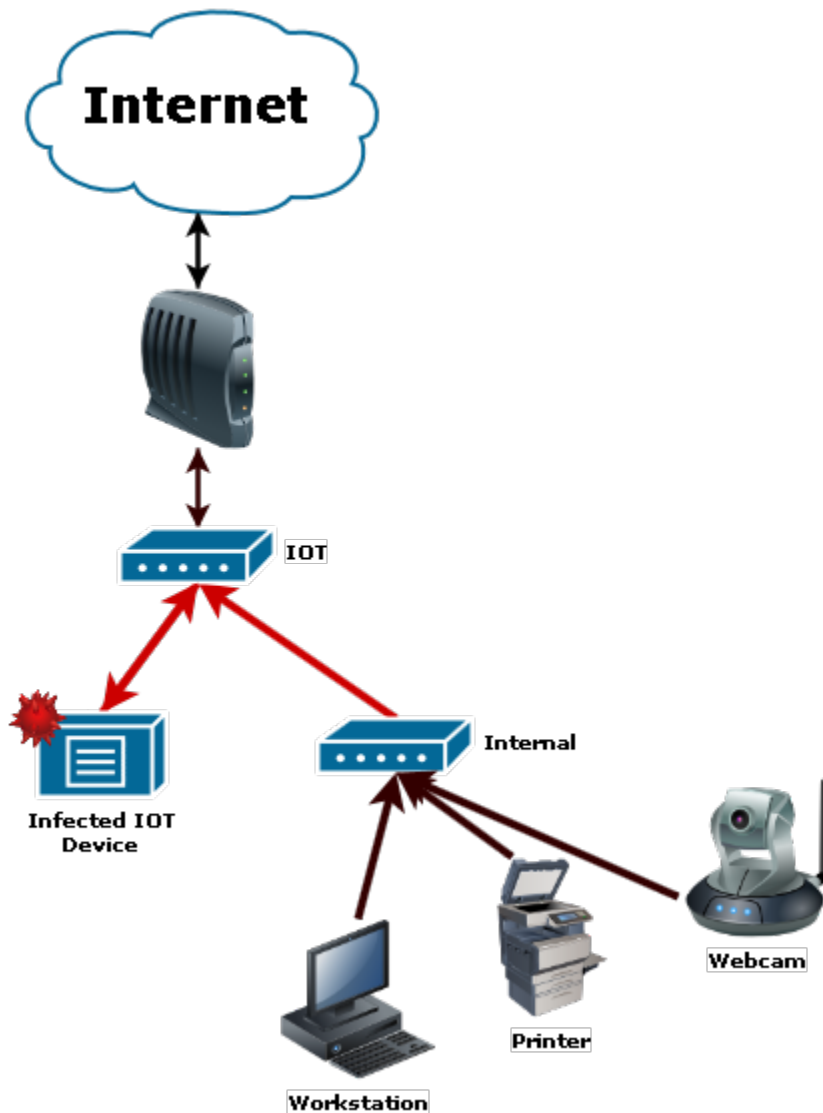 Internet
IOT
Internal
Infected IOT
Device
Webcam
Printer
Workstation